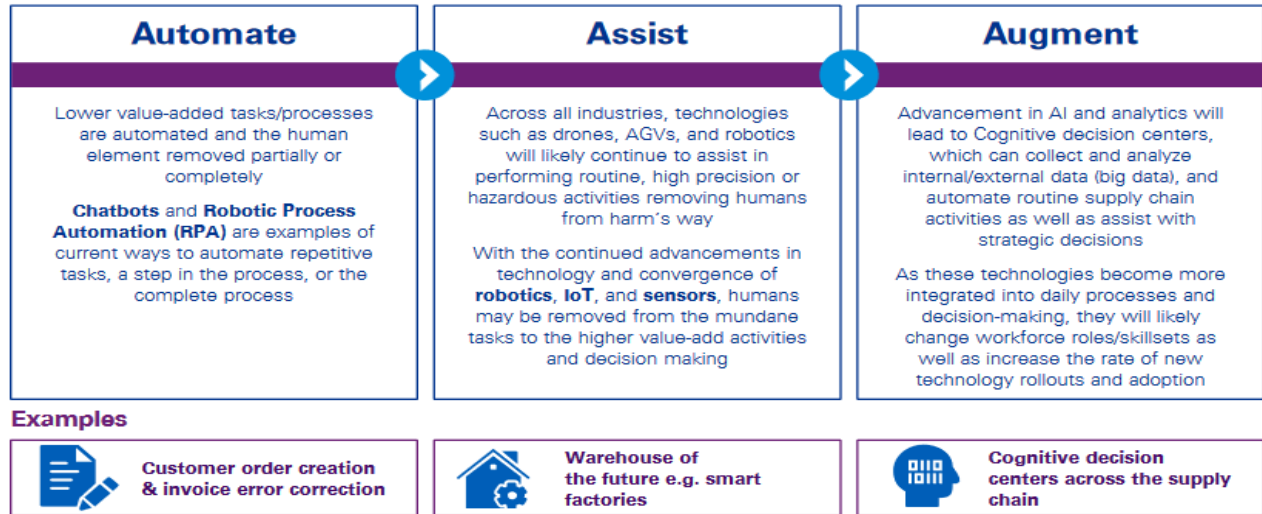 Automate
Lower value-added tasks/processes
are automated and the human
element removed partially or
completely
Chatbots and Robotic Process
Automation (RPA) are examples of
current ways to automate repetitive
tasks, a step in the process, or the
complete process
Assist
Across all industries, technologies
such as drones, AGVs, and robotics
will likely continue to assist in
performing routine, high precision or
hazardous activities removing humans
from harm's way
With the continued advancements in
technology and convergence of
robotics, IoT, and sensors, humans
may be removed from the mundane
tasks to the higher value-add activities
and decision making
Augment
Advancement in AI and analytics will
lead to Cognitive decision centers,
which can collect and analyze
internal/external data (big data), and
automate routine supply chain
activities as well as assist with
strategic decisions
As these technologies become more
integrated into daily processes and
decision-making, they will likely
change workforce roles/skillsets as
well as increase the rate of new
technology rollouts and adoption
Examples
Customer order creation
& invoice error correction
Warehouse of
the future e.g. smart
factories
Cognitive decision
centers across the supply
chain